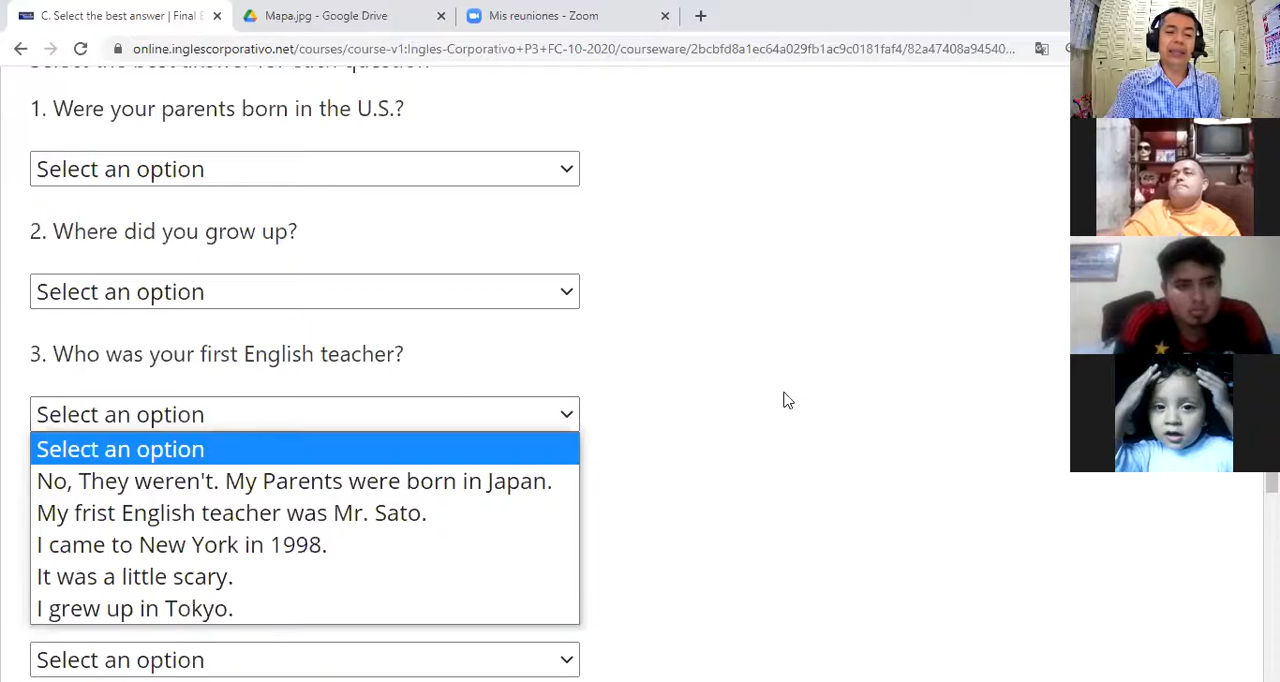 C. Select the best answer | Final E
Mapa.jpg - Google Drive
Mis reuniones - Zoom
online.inglescorporativo.net/courses/course-v1:Ingles-Corporativo+P3+FC-10-2020/courseware/2bcbfd8a1ec64a029fb1ac9c0181faf4/82a47408a94540...
1. Were your parents born in the U.S.?
Select an option
2. Where did you grow up?
Select an option
3. Who was your first English teacher?
Select an option
Select an option
No, They weren't. My Parents were born in Japan.
My frist English teacher was Mr. Sato.
I came to New York in 1998.
It was a little scary.
I grew up in Tokyo.
Select an option